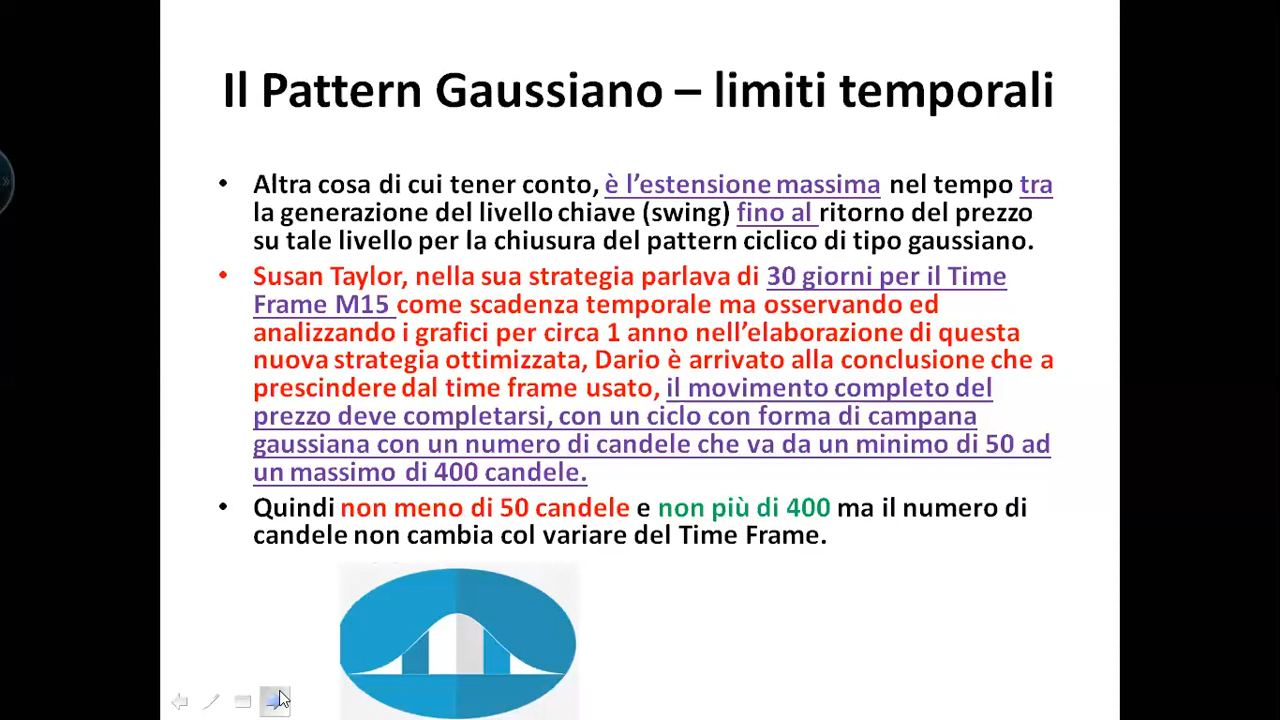 Il Pattern Gaussiano – limiti temporali
• Altra cosa di cui tener conto, è l’estensione massima nel tempo tra
la generazione del livello chiave (swing) fino al ritorno del prezzo
su tale livello per la chiusura del pattern ciclico di tipo gaussiano.
• Susan Taylor, nella sua strategia parlava di 30 giorni per il Time
Frame M15 come scadenza temporale ma osservando ed
analizzando i grafici per circa 1 anno nell’elaborazione di questa
nuova strategia ottimizzata, Dario è arrivato alla conclusione che a
prescindere dal time frame usato, il movimento completo del
prezzo deve completarsi, con un ciclo con forma di campana
gaussiana con un numero di candele che va da un minimo di 50 ad
un massimo di 400 candele.
• Quindi non meno di 50 candele e non più di 400 ma il numero di
candele non cambia col variare del Time Frame.